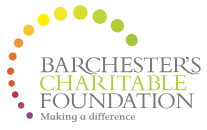 BARCHESTER'S
CHARITABLE
FOUNDATION
Making a difference